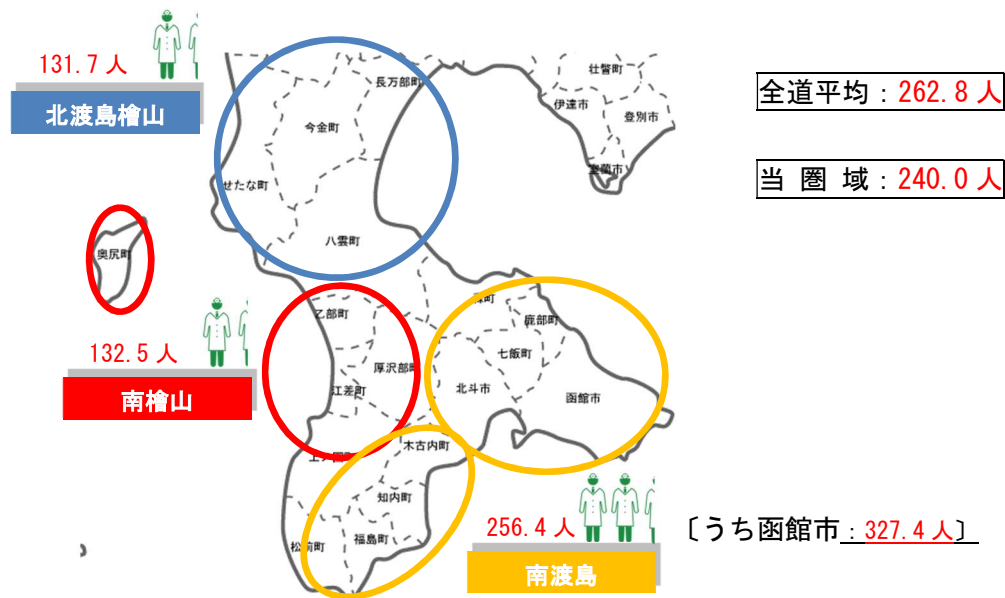 131.7 人
北渡島檜山
長万部町
今金町
せたな町
八雲町
壮瞥町
伊達市
登別市
室蘭市
全道平均：262.8 人
当 圏 域：240.0 人
奥尻町
132.5 人
南檜山
乙部町
厚沢部町
江差町
鹿部町
七飯町
北斗市
函館市
木古内町
知内町
福島町
松前町
256.4 人
南渡島
〔うち函館市：327.4 人〕